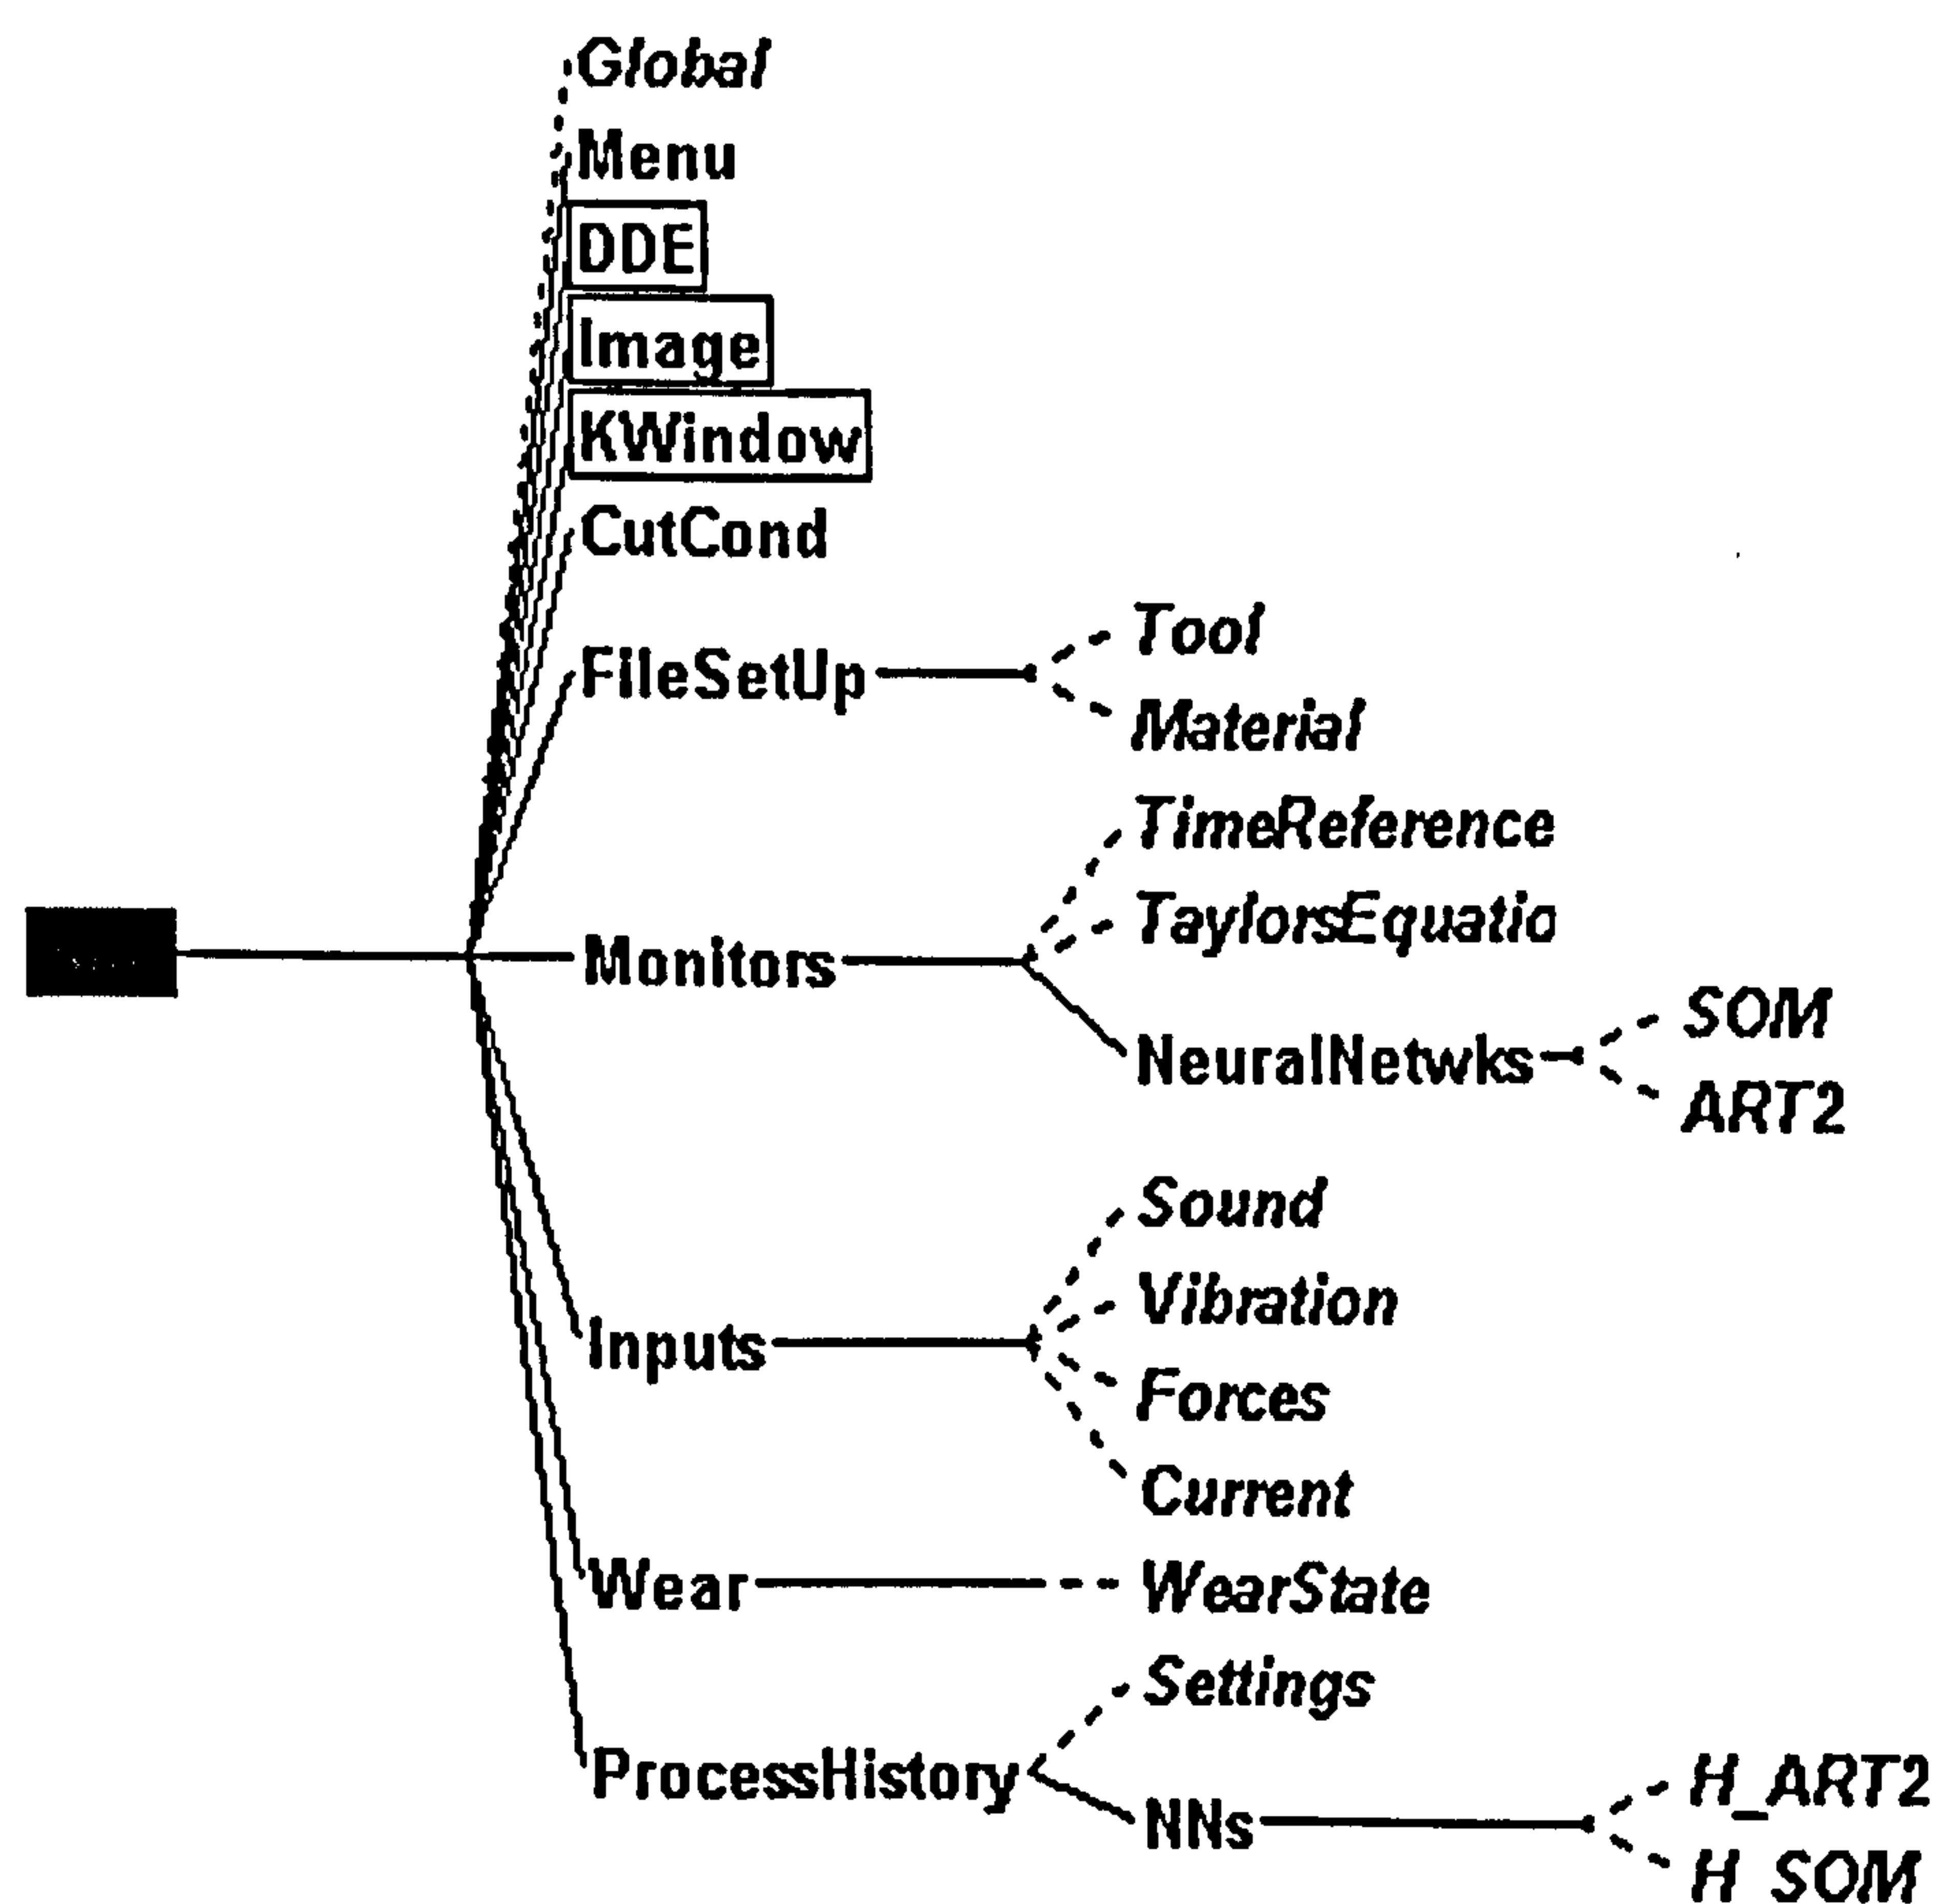 Global
Menu
DDE
Image
KWindow
CutCond
FileSetUp
Tool
Material
Monitors
TimeReference
TaylorsEquatio
NeuralNetwks
SOM
ART2
Inputs
Sound
Vibration
Forces
Current
Wear
WearState
ProcessHistory
Settings
NNs
H_ART2
H_SOM